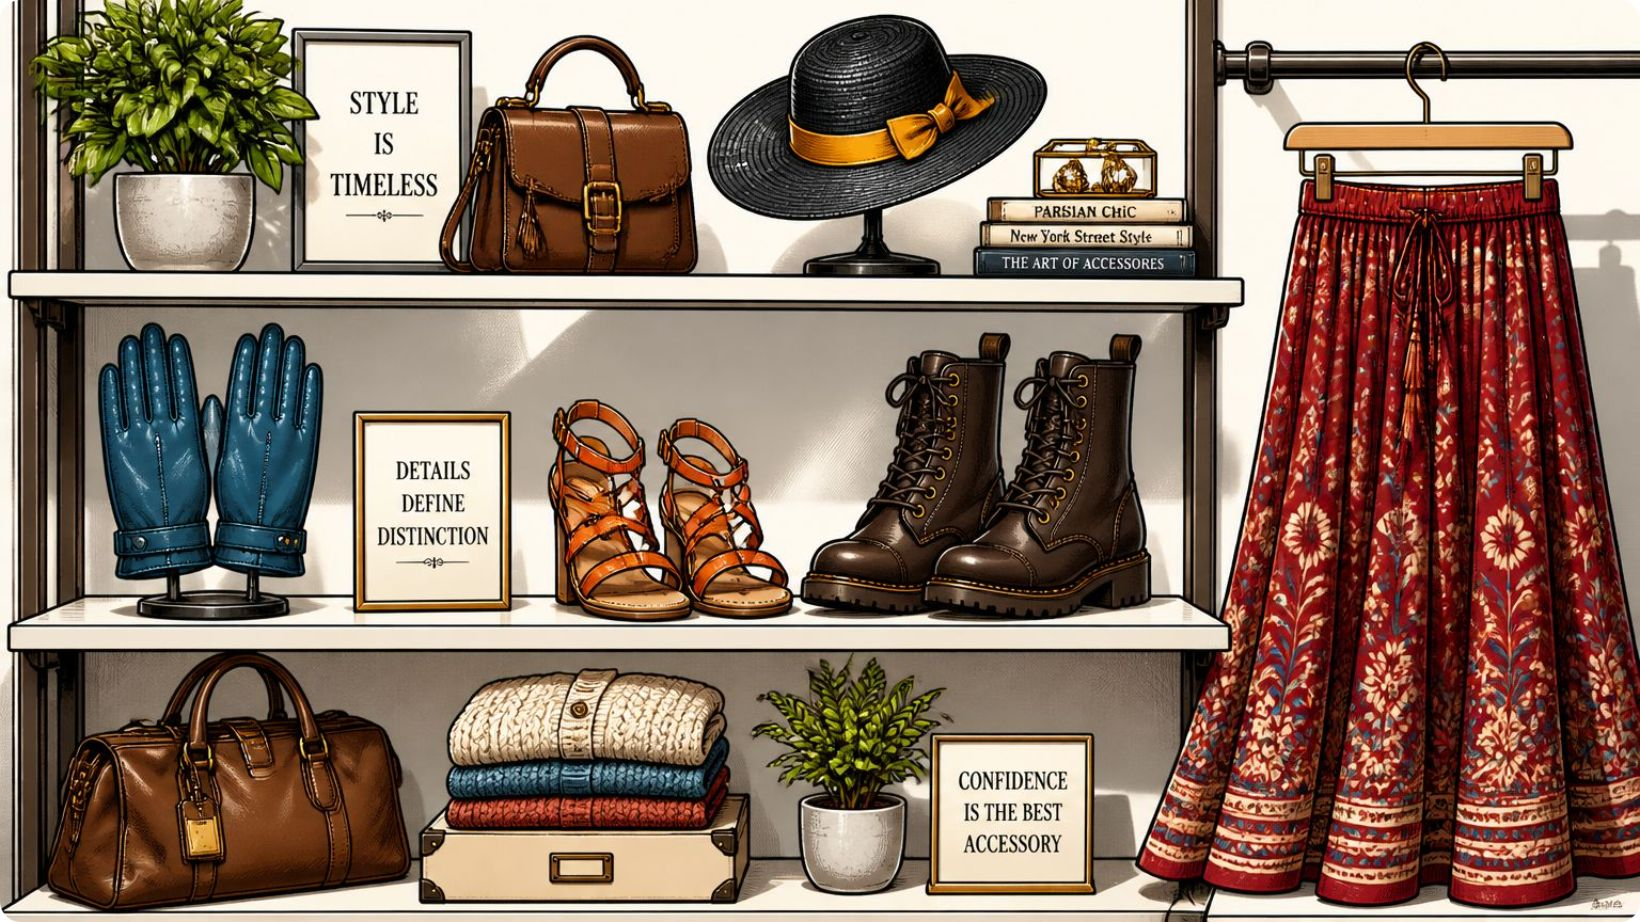 STYLE
IS
TIMELESS
PARSIAN CHIC
New York Street Style
THE ART OF ACCESSORES
DETAILS
DEFINE
DISTINCTION
CONFIDENCE
IS THE BEST
ACCESSORY